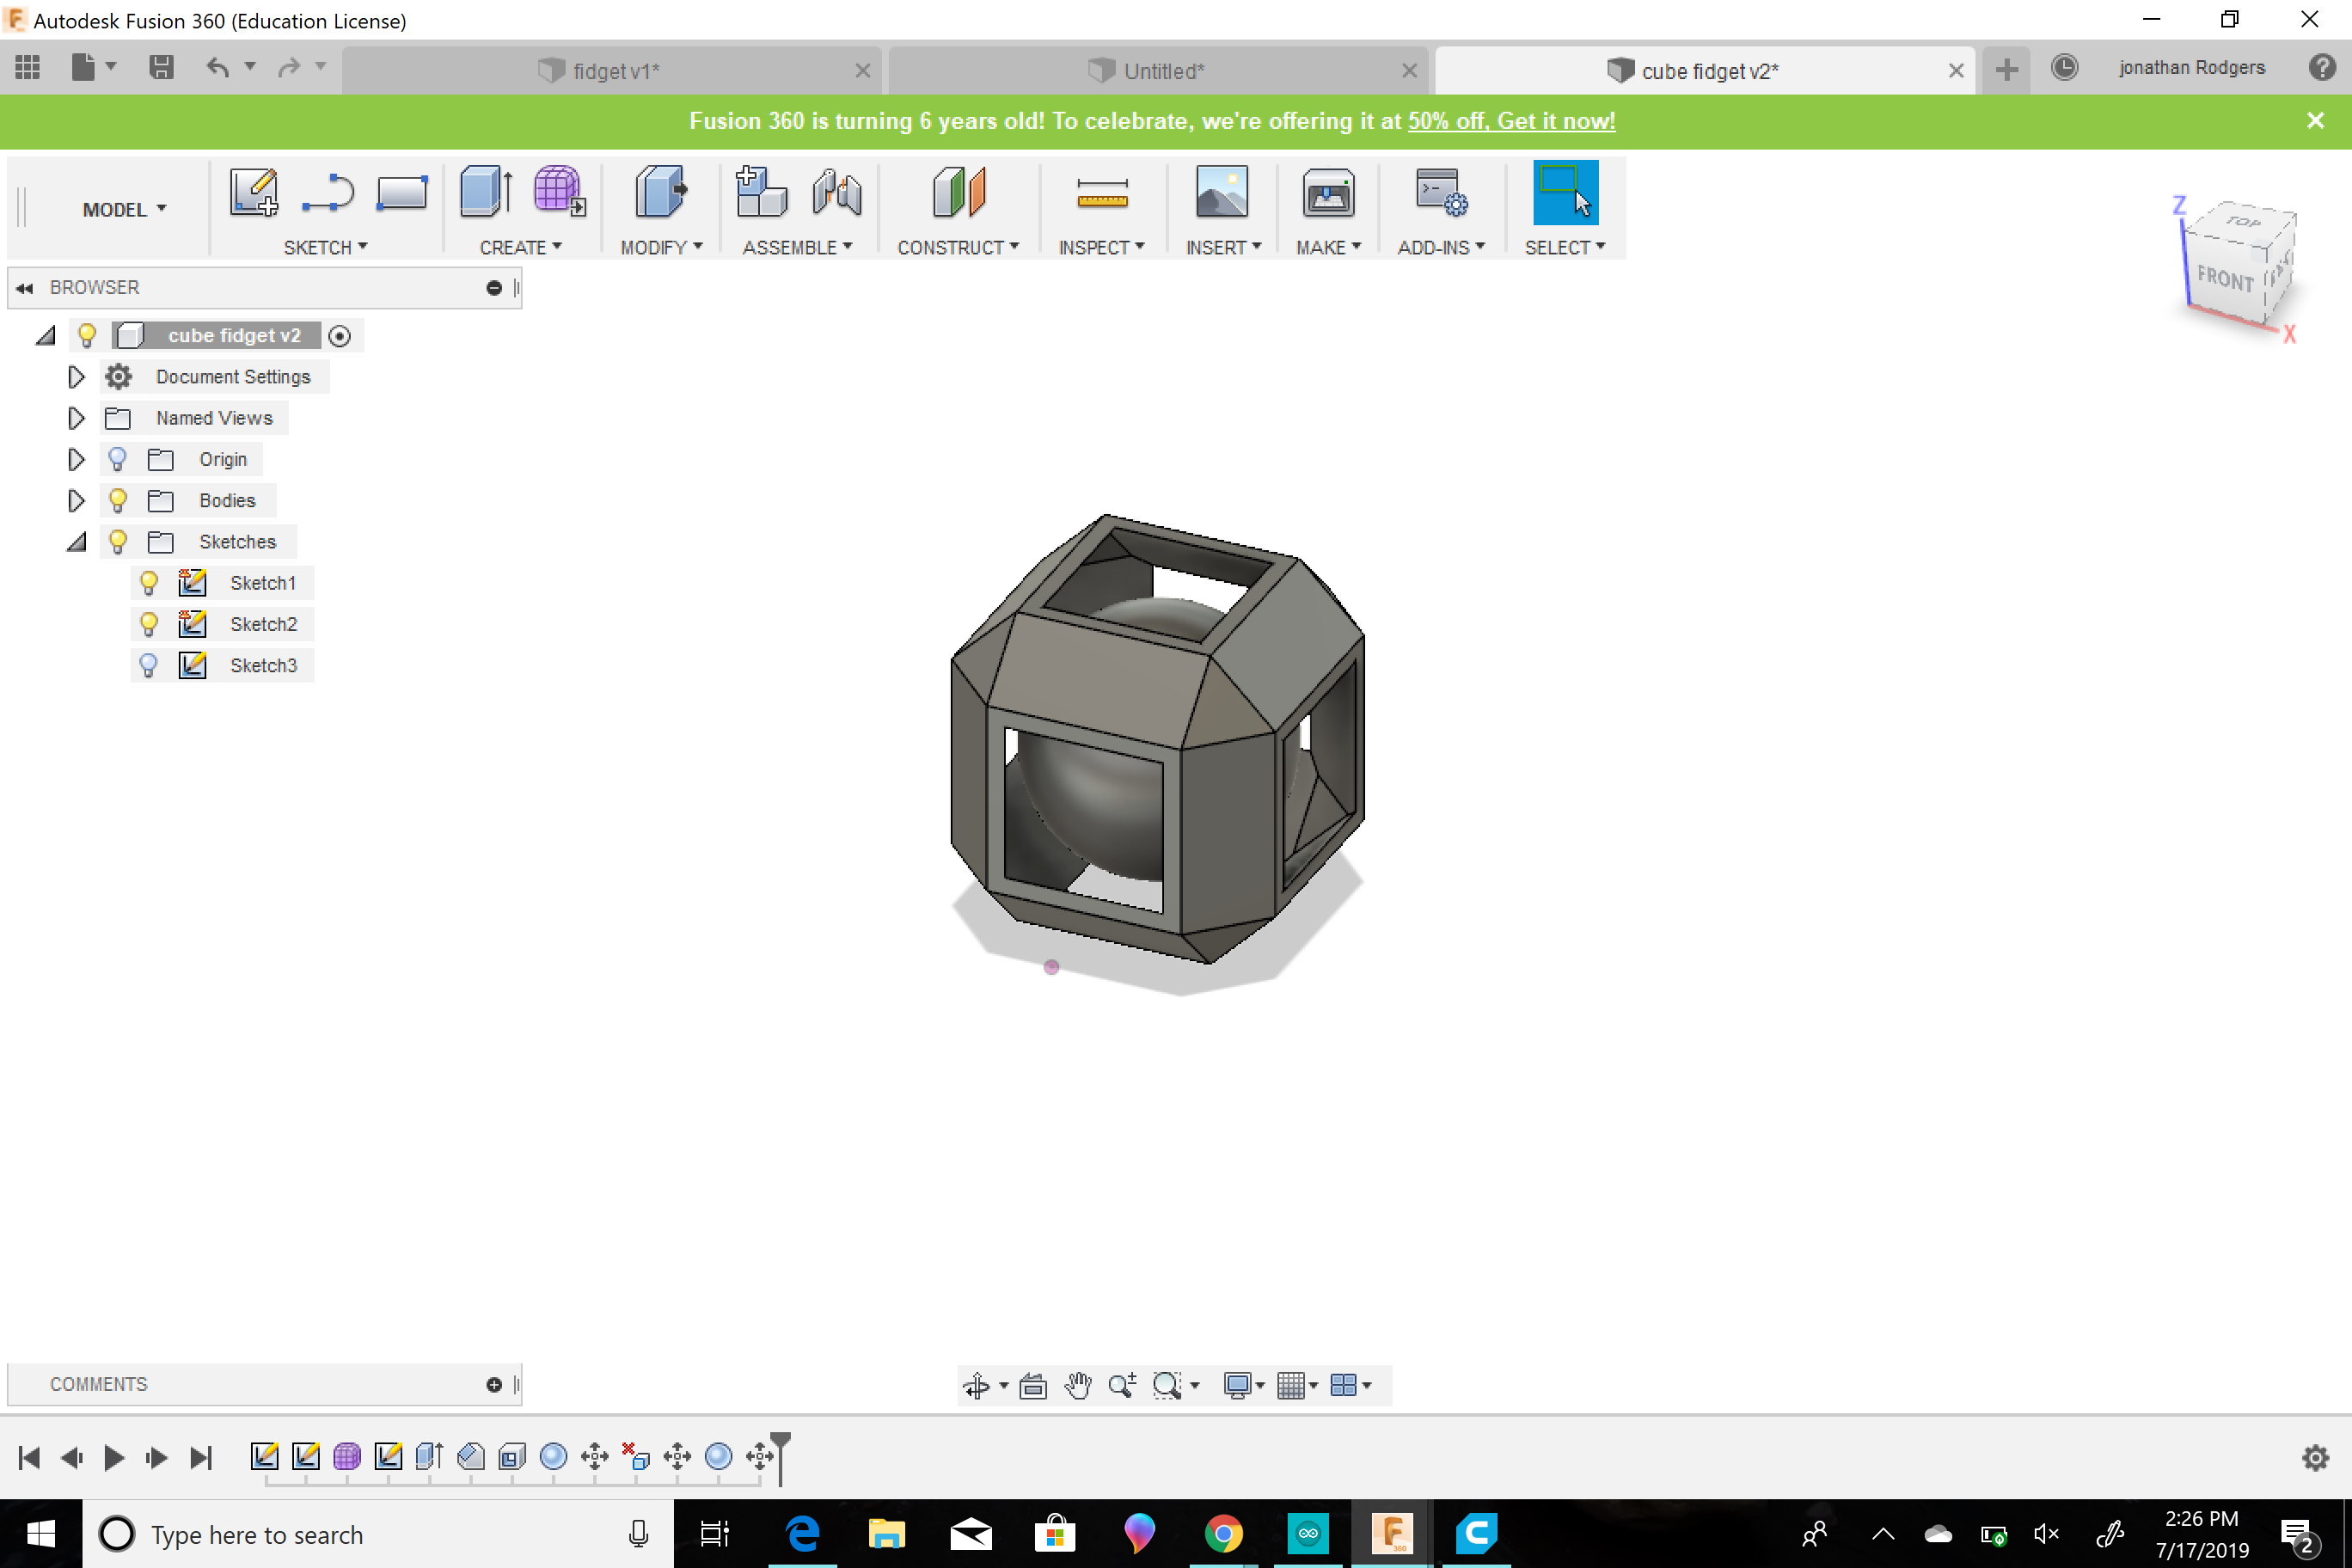 Autodesk Fusion 360 (Education License)
fidget v1*
Untitled*
cube fidget v2*
jonathan Rodgers
Fusion 360 is turning 6 years old! To celebrate, we're offering it at 50% off, Get it now!
MODEL
SKETCH
CREATE
MODIFY
ASSEMBLE
CONSTRUCT
INSPECT
INSERT
MAKE
ADD-INS
SELECT
Z
TOP
FRONT
X
BROWSER
cube fidget v2
Document Settings
Named Views
Origin
Bodies
Sketches
Sketch1
Sketch2
Sketch3
COMMENTS
Type here to search
360
2:26 PM
7/17/2019
2